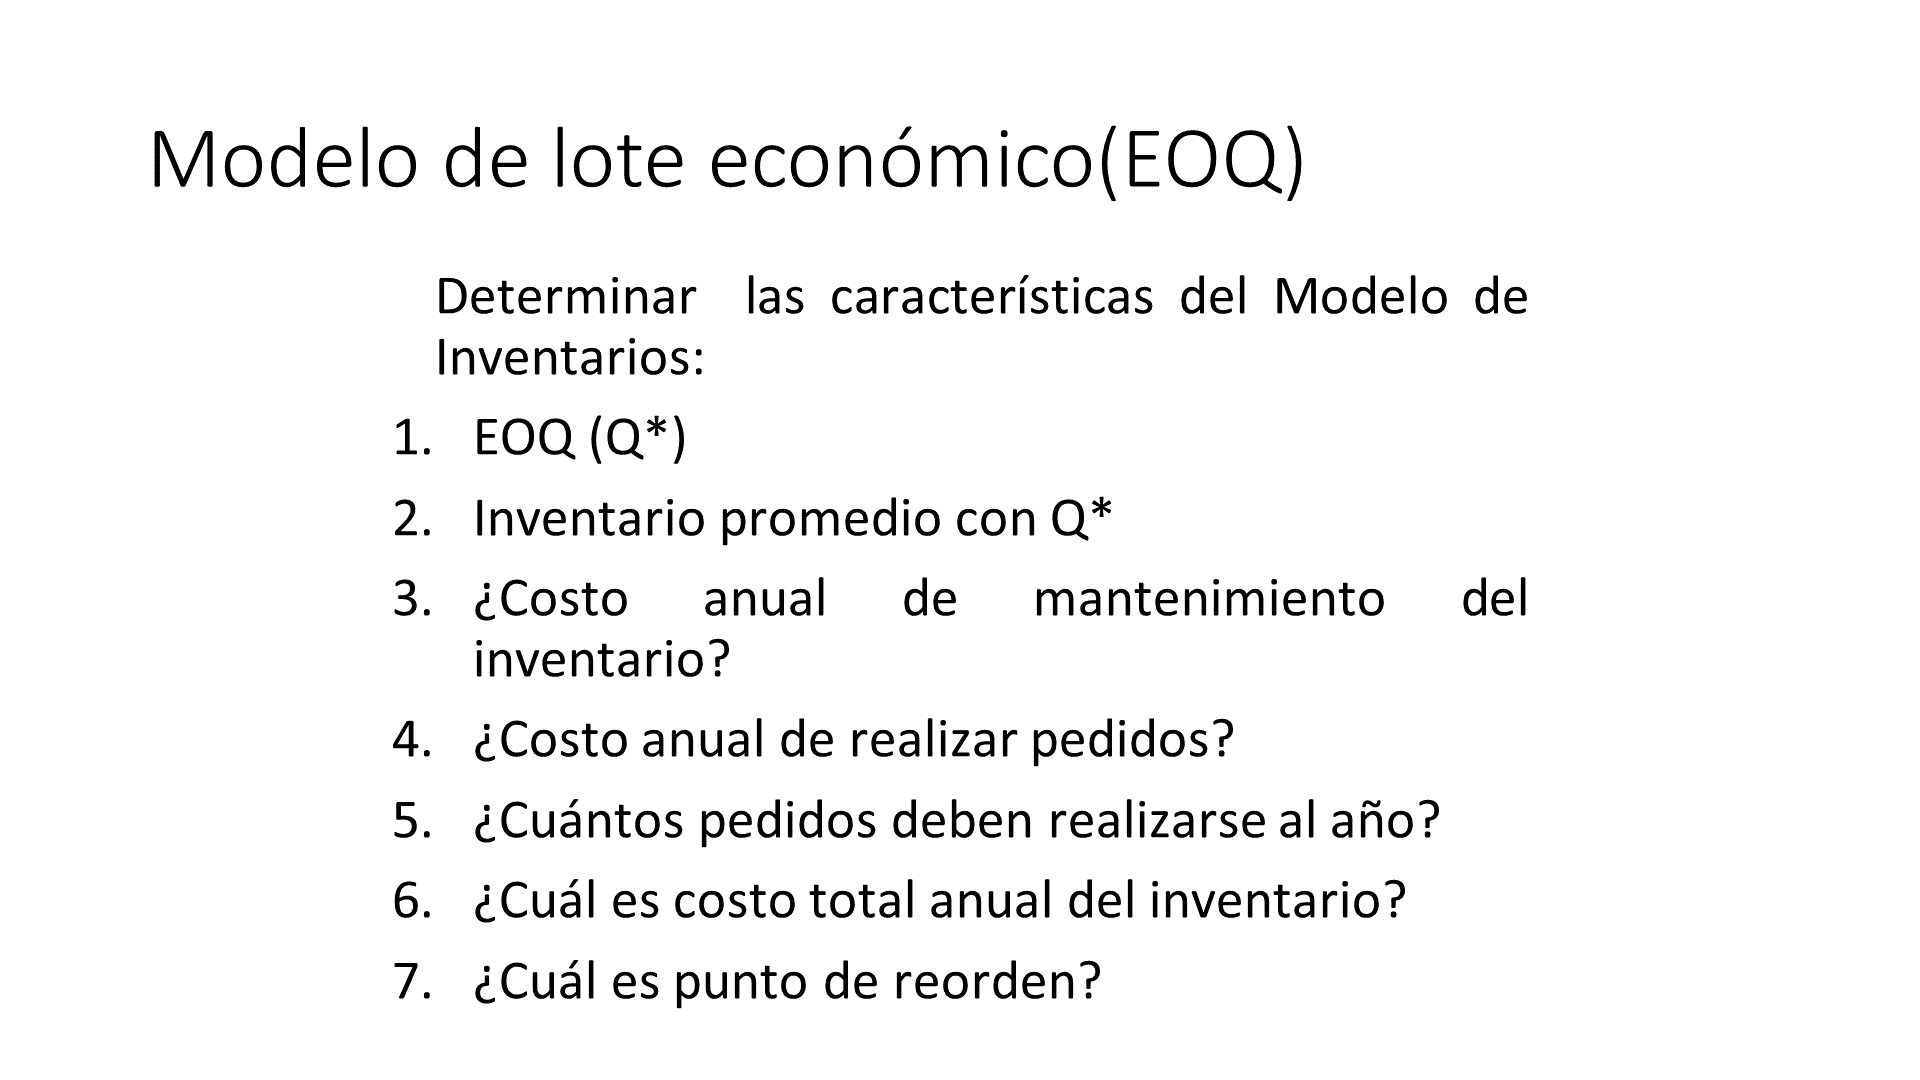 Modelo de lote económico(EOQ)
Determinar las características del Modelo de
Inventarios:
1. EOQ (Q*)
2. Inventario promedio con Q*
3. ¿Costo anual de mantenimiento del
inventario?
4. ¿Costo anual de realizar pedidos?
5. ¿Cuántos pedidos deben realizarse al año?
6. ¿Cuál es costo total anual del inventario?
7. ¿Cuál es punto de reorden?